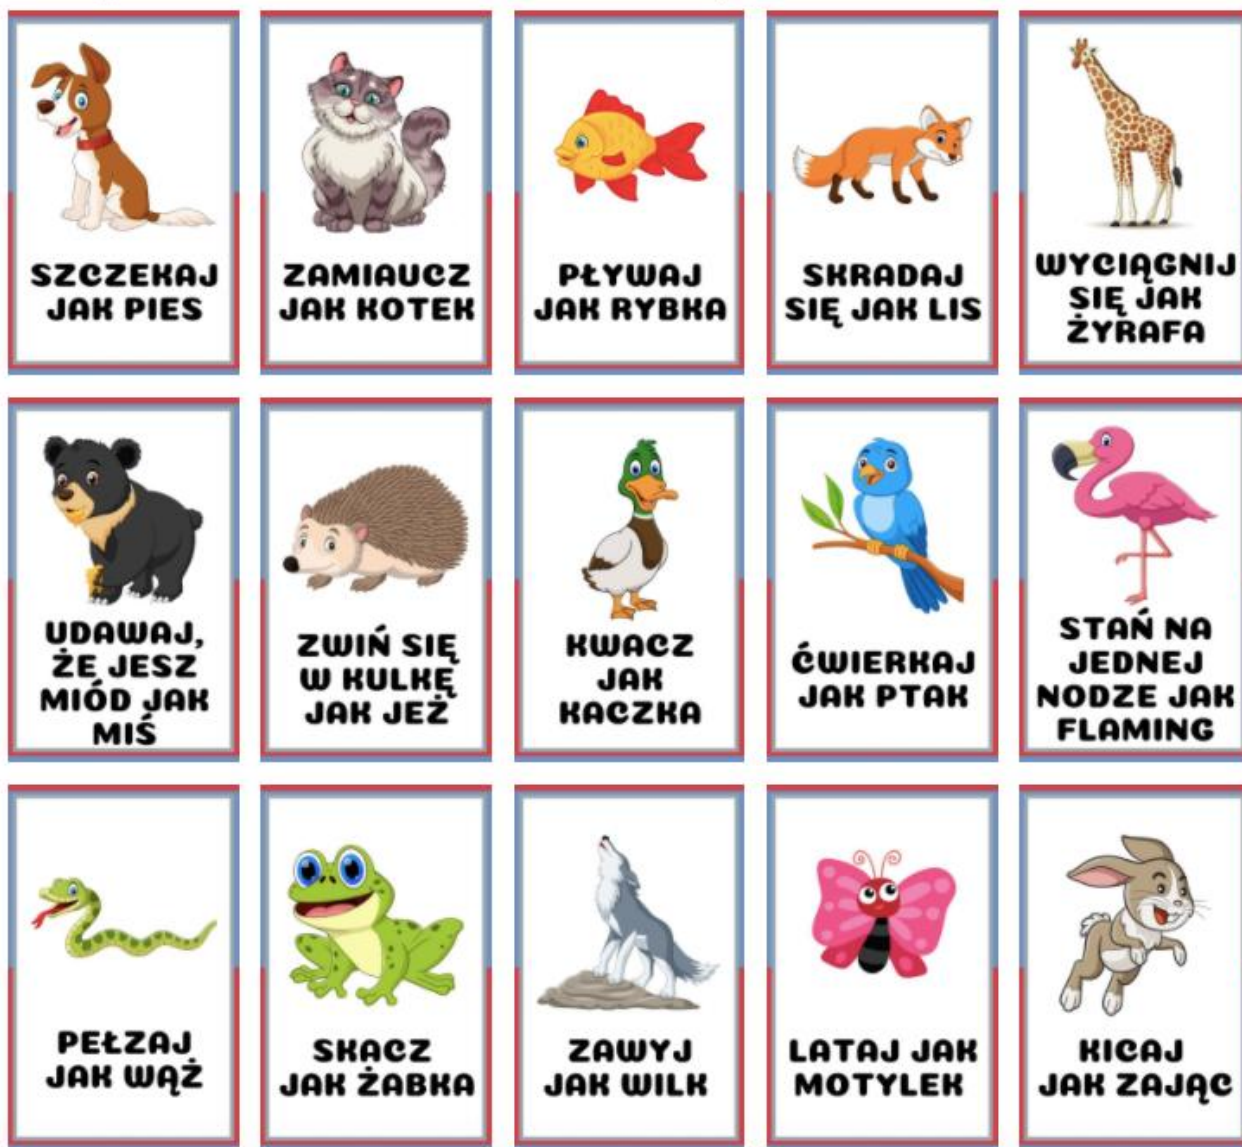 SZCZEKAJ
JAK PIES
ZAMIAUCZ
JAK KOTEK
PŁYWAJ
JAK RYBKA
SKRADAJ
SIĘ JAK LIS
WYCIĄGNIJ
SIĘ JAK
ŻYRAFA
UDAWAJ,
ŻE JESZ
MIÓD JAK
MIŚ
ZWIŃ SIĘ
W KULKĘ
JAK JEŻ
KWACZ
JAK
KACZKA
ĆWIERKAJ
JAK PTAK
STAŃ NA
JEDNEJ
NODZE JAK
FLAMING
PEŁZAJ
JAK WĄŻ
SKACZ
JAK ŻABKA
ZAWYJ
JAK WILK
LATAJ JAK
MOTYLEK
KICAJ
JAK ZAJĄC